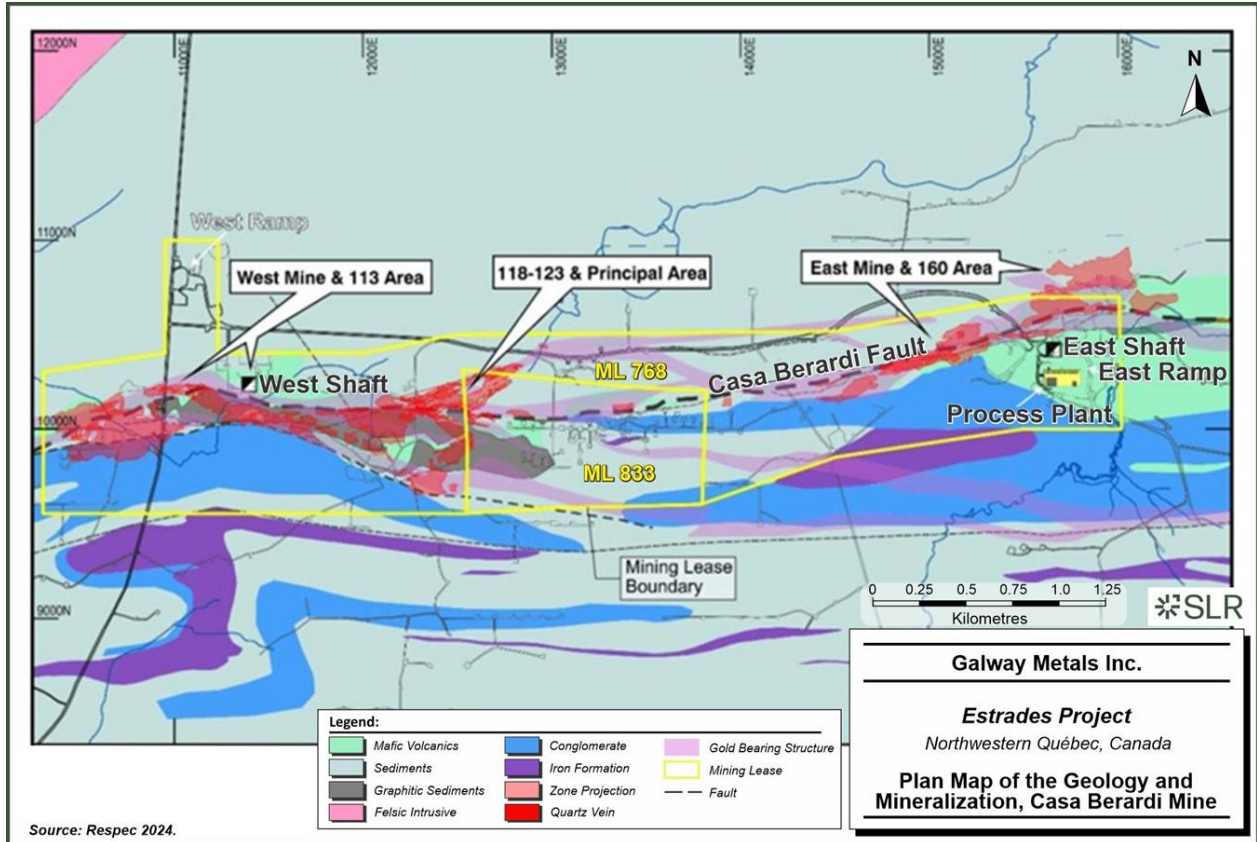 12000N
11000E
12000E
13000E
14000E
15000E
16000E
N
11000N
West Ramp
West Mine & 113 Area
118-123 & Principal Area
East Mine & 160 Area
ML 768
Casa Berardi Fault
East Shaft
East Ramp
West Shaft
Process Plant
10000N
ML 833
Mining Lease
Boundary
9000N
0 0.25 0.5 0.75 1.0 1.25
Kilometres
SLR
Galway Metals Inc.
Estrades Project
Northwestern Québec, Canada
Plan Map of the Geology and
Mineralization, Casa Berardi Mine
Legend:
Mafic Volcanics
Sediments
Graphitic Sediments
Felsic Intrusive
Conglomerate
Iron Formation
Zone Projection
Quartz Vein
Gold Bearing Structure
Mining Lease
Fault
Source: Respec 2024.